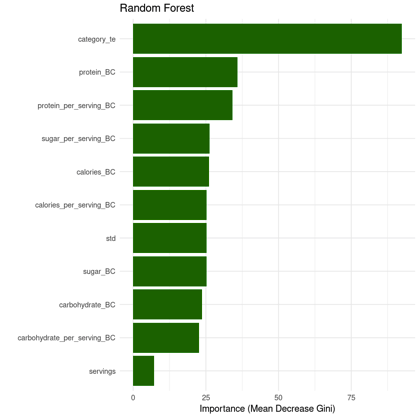 Random Forest
category_te
protein_BC
protein_per_serving_BC
sugar_per_serving_BC
calories_BC
calories_per_serving_BC
std
sugar_BC
carbohydrate_BC
carbohydrate_per_serving_BC
servings
0 25 50 75
Importance (Mean Decrease Gini)